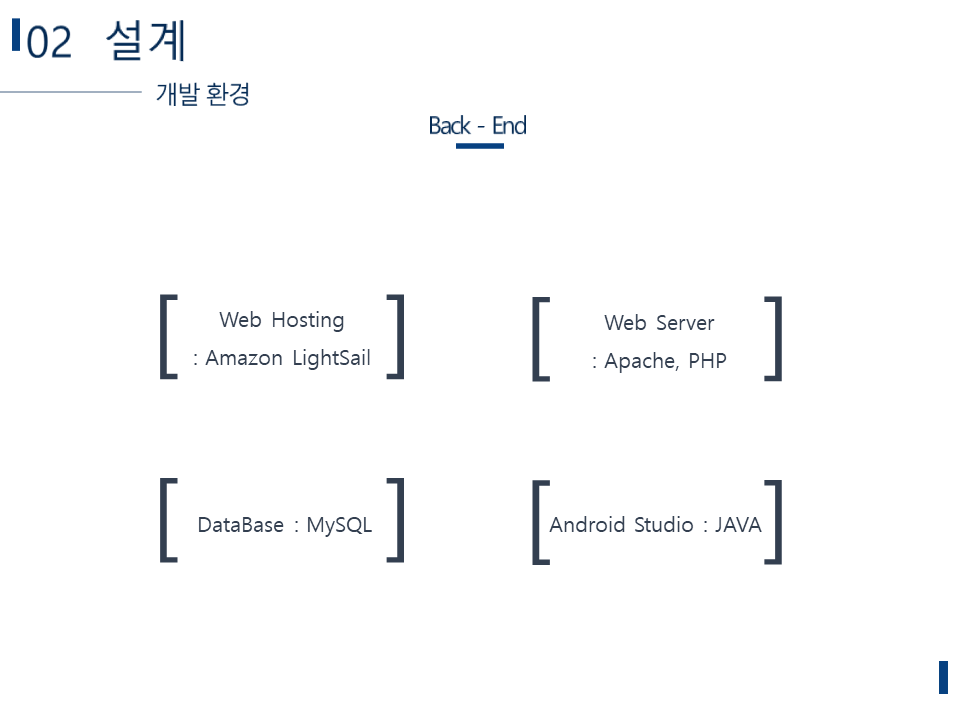 02 설계
개발 환경
Back - End
Web Hosting
: Amazon LightSail
Web Server
: Apache, PHP
DataBase : MySQL
Android Studio : JAVA